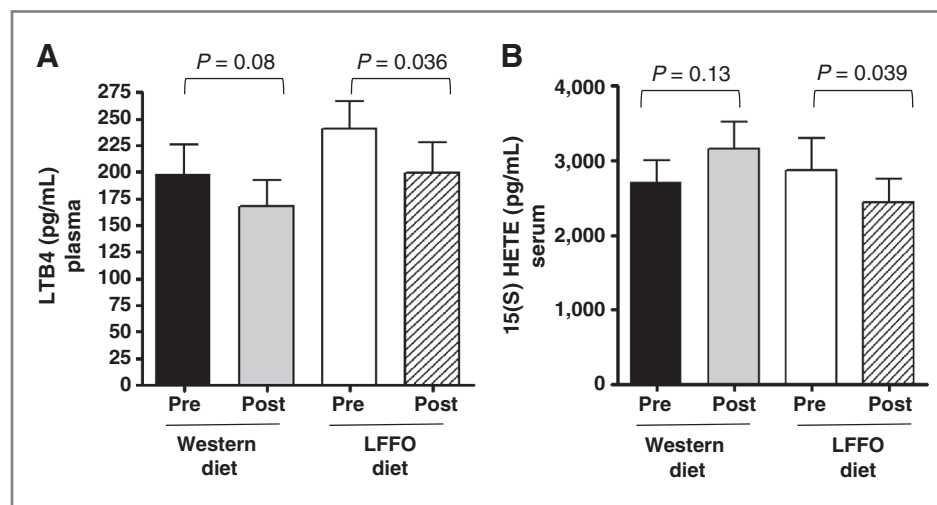 A
P = 0.08
P = 0.036
LTB4 (pg/mL)
plasma
275
250
225
200
175
150
125
100
75
50
25
0
Pre
Post
Pre
Post
Western
diet
LFFO
diet
B
P = 0.13
P = 0.039
15(S) HETE (pg/mL)
serum
4,000
3,000
2,000
1,000
0
Pre
Post
Pre
Post
Western
diet
LFFO
diet